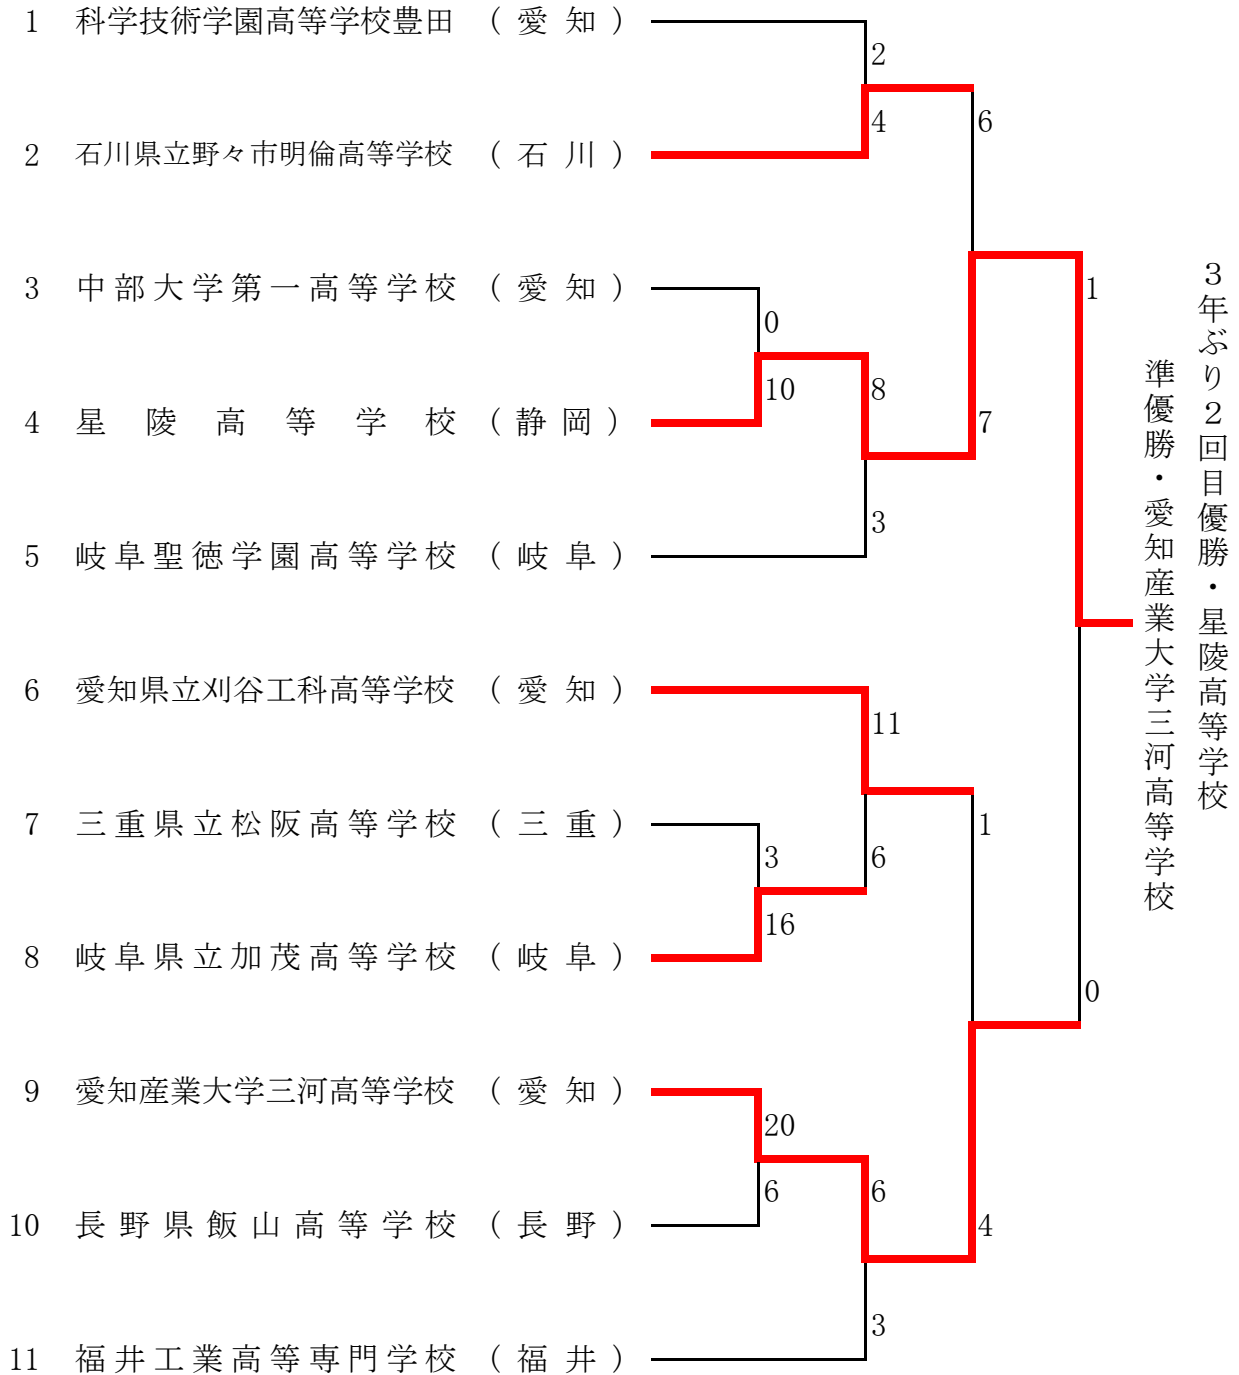 1 科学技術学園高等学校豊田 (愛知)
2
4 6
2 石川県立野々市明倫高等学校 (石川)
3 中部大学第一高等学校 (愛知)
1
0
10 8
4 星陵高等学校 (静岡)
7
3
5 岐阜聖徳学園高等学校 (岐阜)
6 愛知県立刈谷工科高等学校 (愛知)
11
7 三重県立松阪高等学校 (三重)
1
3 6
16
8 岐阜県立加茂高等学校 (岐阜)
0
9 愛知産業大学三河高等学校 (愛知)
20
6 6
10 長野県飯山高等学校 (長野)
4
3
11 福井工業高等専門学校 (福井)
3年ぶり2回目優勝・星陵高等学校
準優勝・愛知産業大学三河高等学校